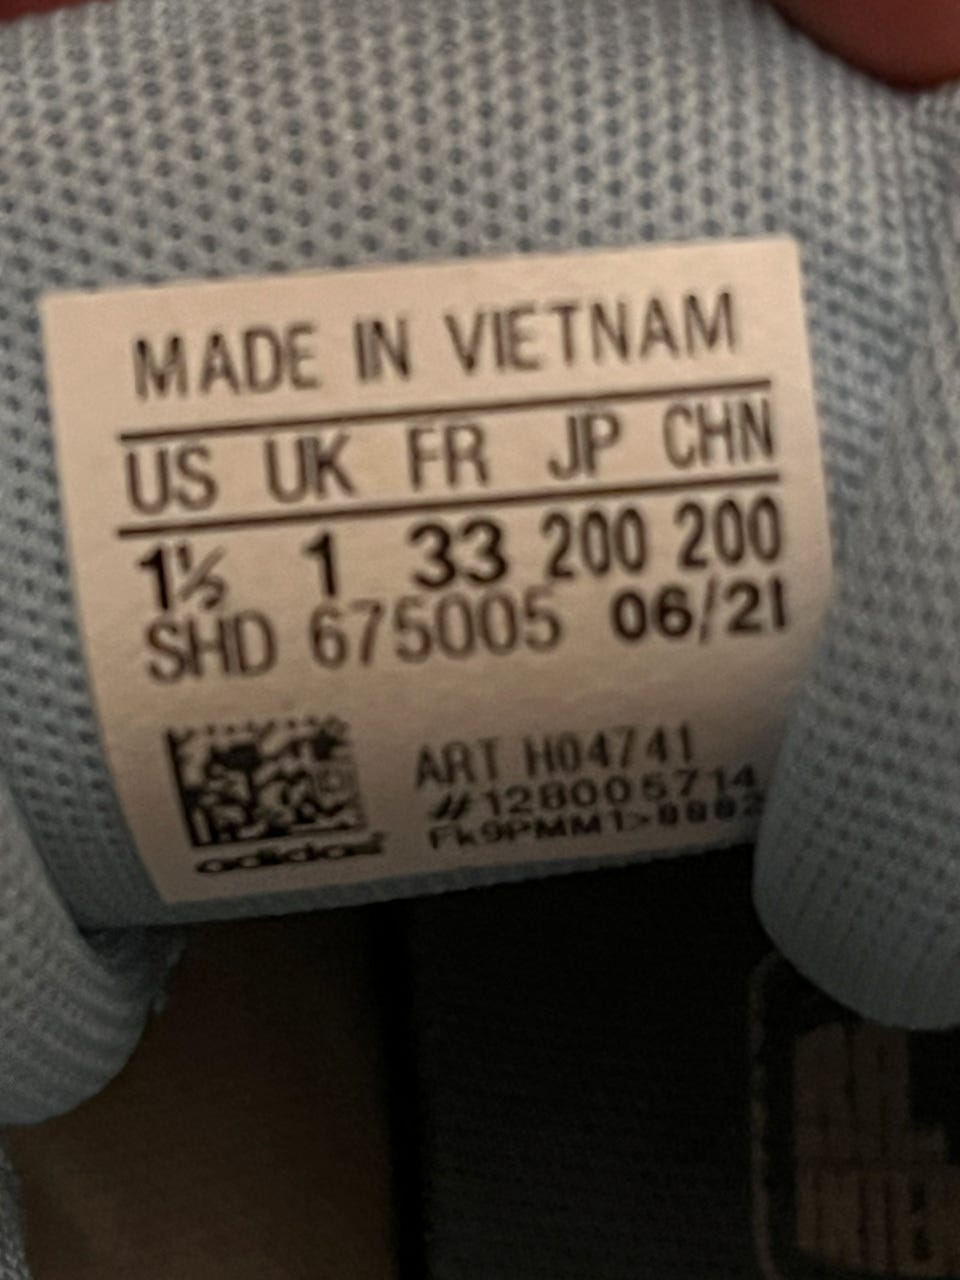 MADE IN VIETNAM
US UK FR JP CHN
1½ 1 33 200 200
SHD 675005 06/21
ART H04741
#128005714
Fk9PMM1>
adidas